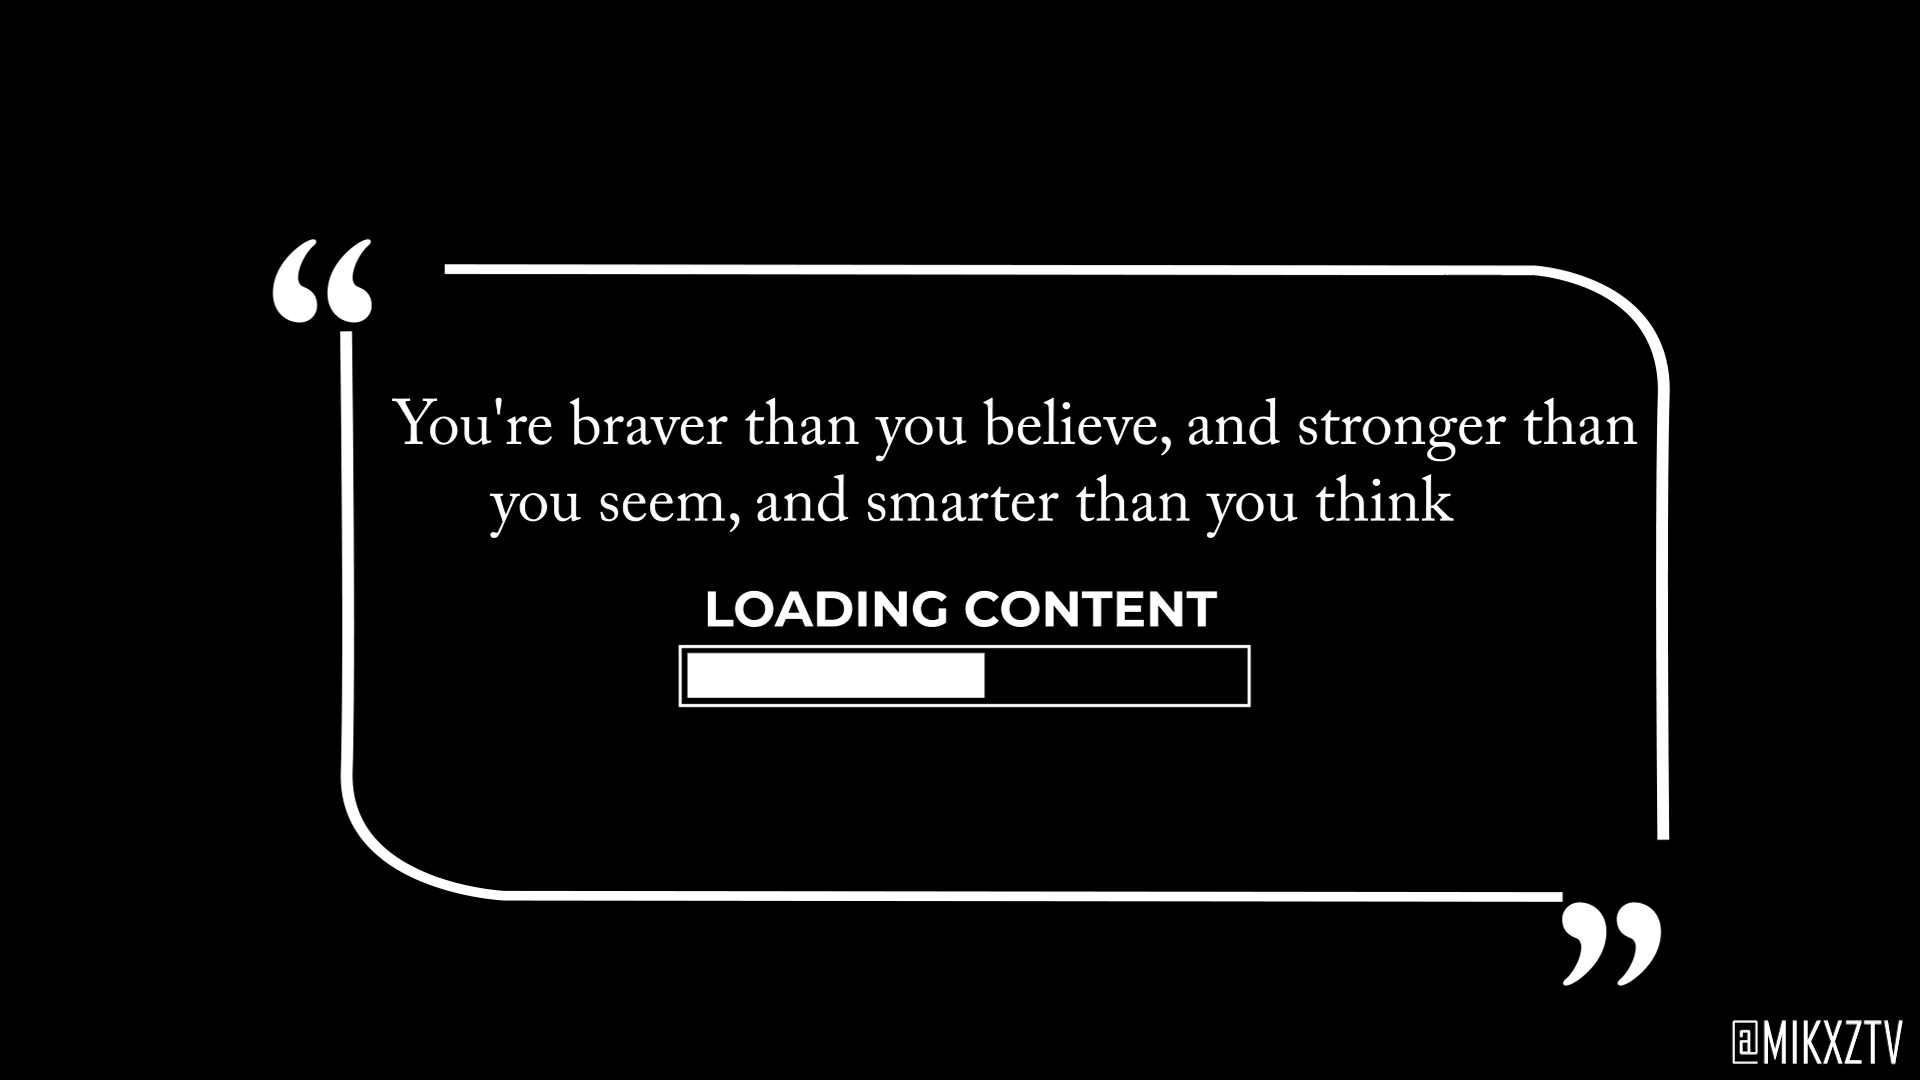 “
You're braver than you believe, and stronger than
you seem, and smarter than you think
LOADING CONTENT
”
@MIKXZTV